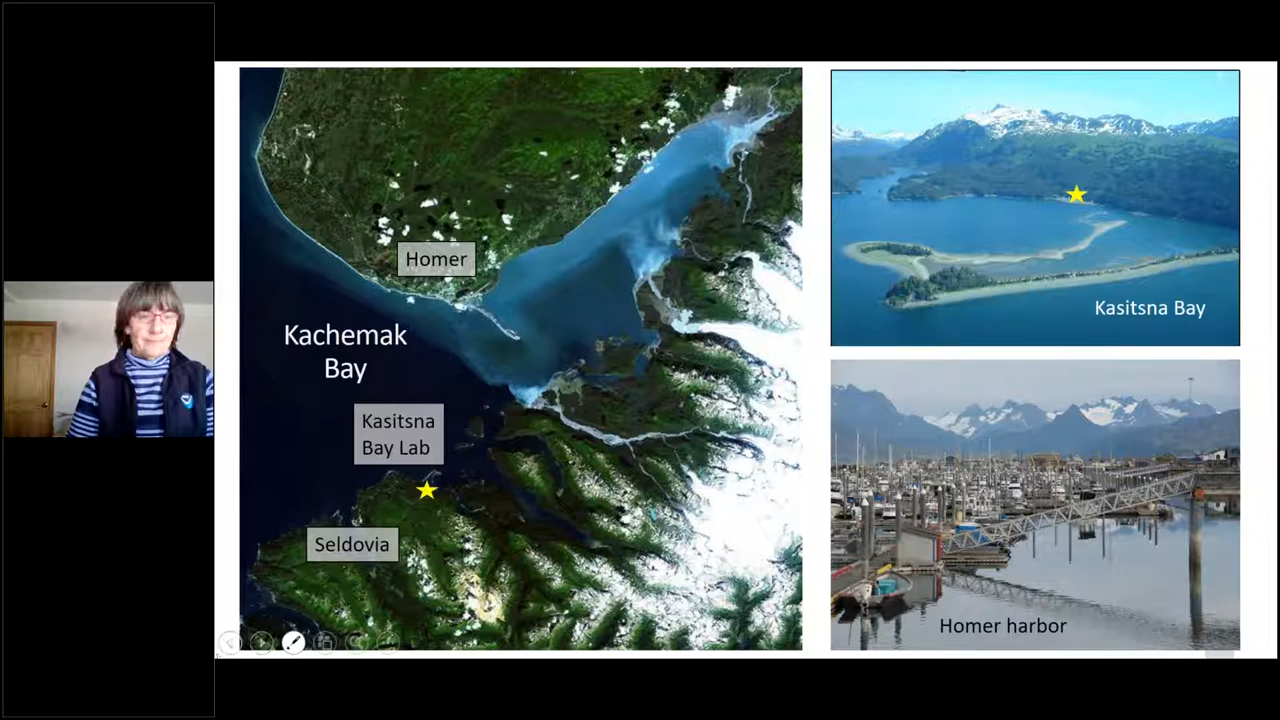 Homer
Kachemak
Bay
Kasitsna
Bay Lab
Seldovia
Kasitsna Bay
Homer harbor